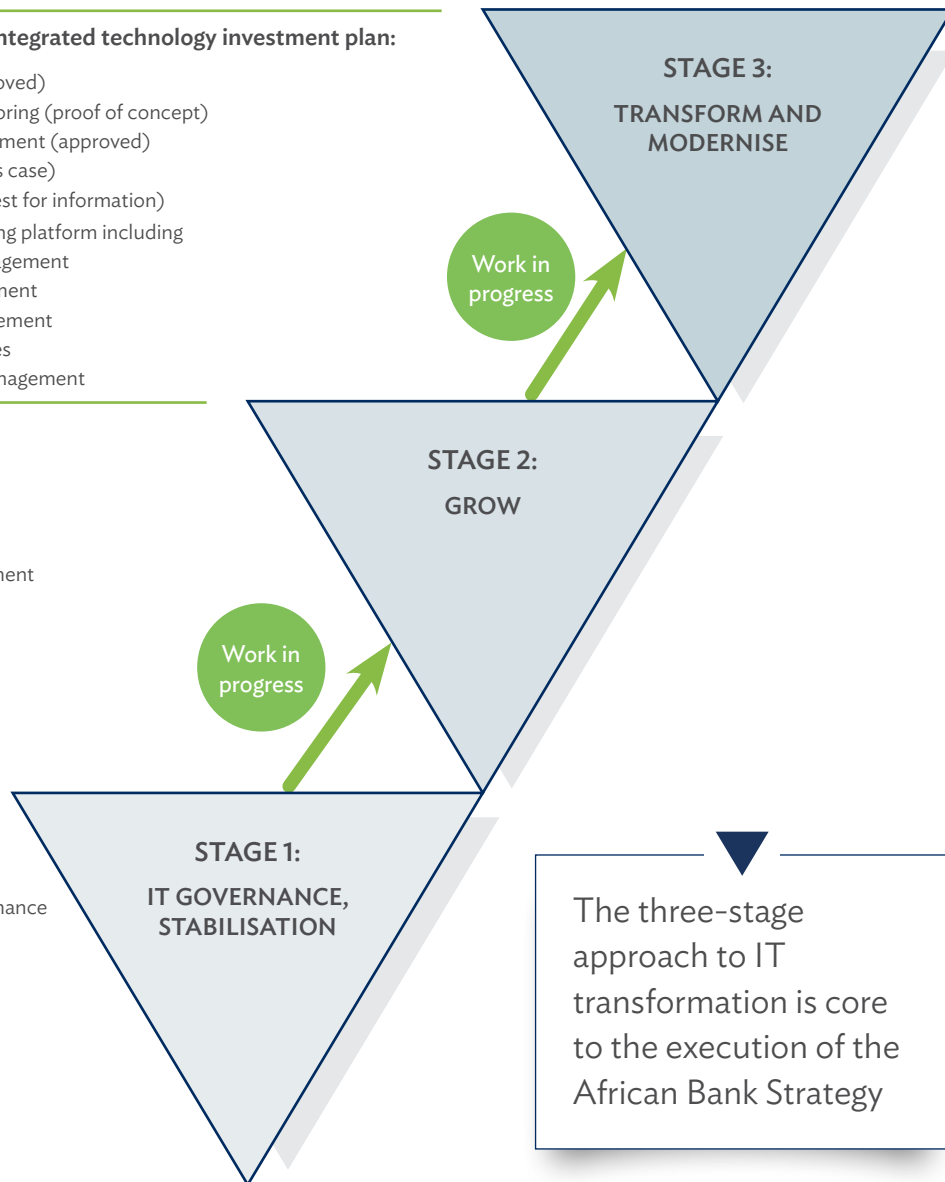 integrated technology investment plan:
oved)
oring (proof of concept)
ment (approved)
s case)
est for information)
ng platform including
agement
ment
ement
es
nagement
STAGE 3:
TRANSFORM AND
MODERNISE
Work in
progress
STAGE 2:
GROW
ment
Work in
progress
STAGE 1:
IT GOVERNANCE,
STABILISATION
nance
The three-stage
approach to IT
transformation is core
to the execution of the
African Bank Strategy